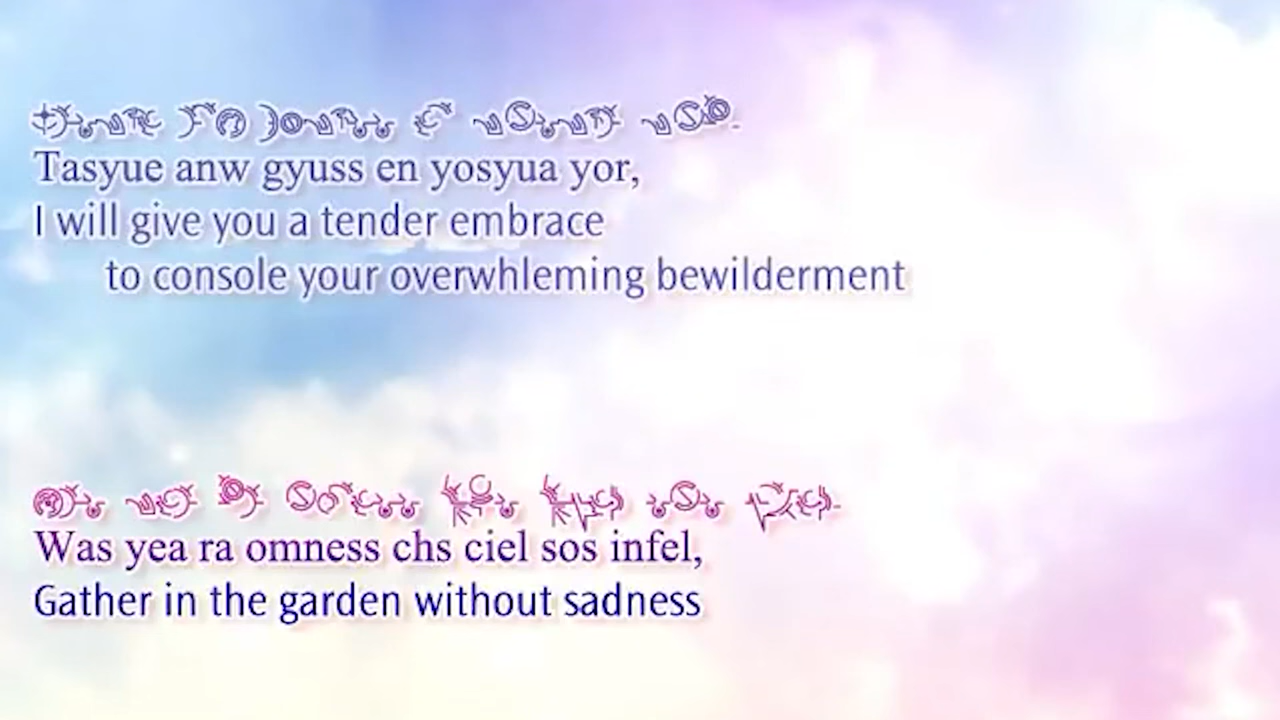 Tasyue anw gyuss en yosyua yor,
I will give you a tender embrace
to console your overwhleming bewilderment
Was yea ra omness chs ciel sos infel,
Gather in the garden without sadness